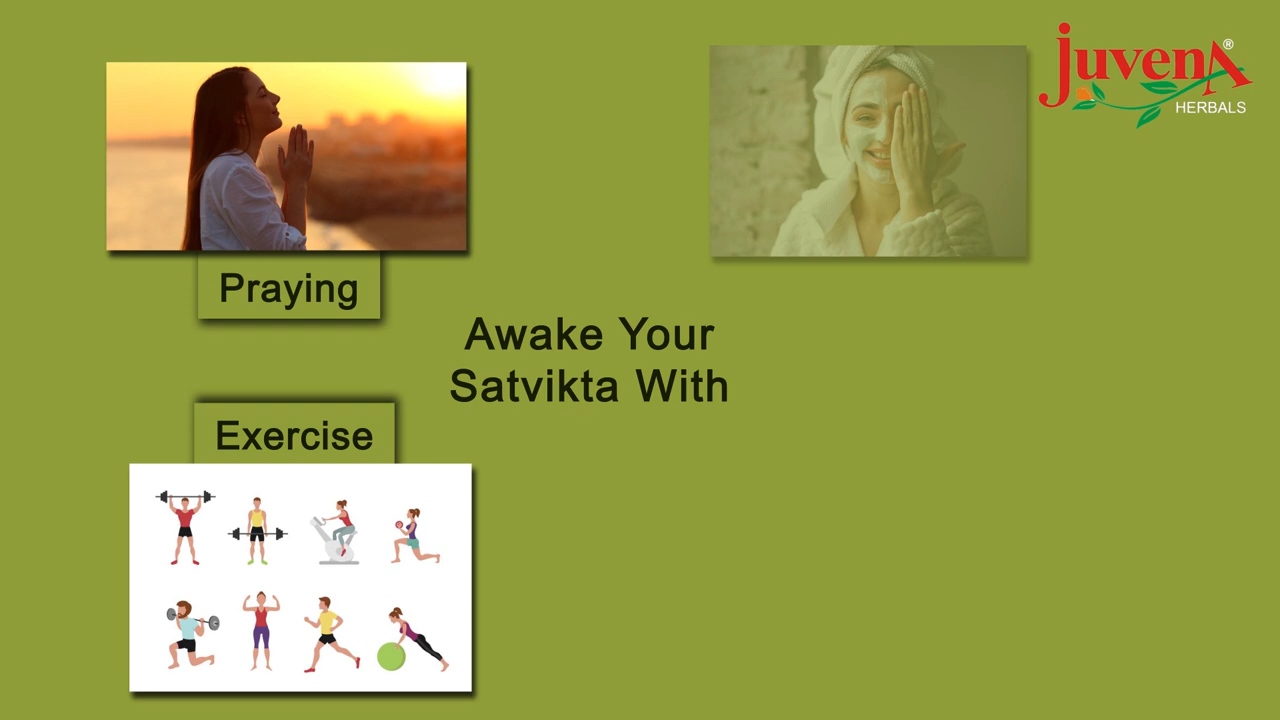 juvenA®
HERBALS
Praying
Awake Your
Satvikta With
Exercise